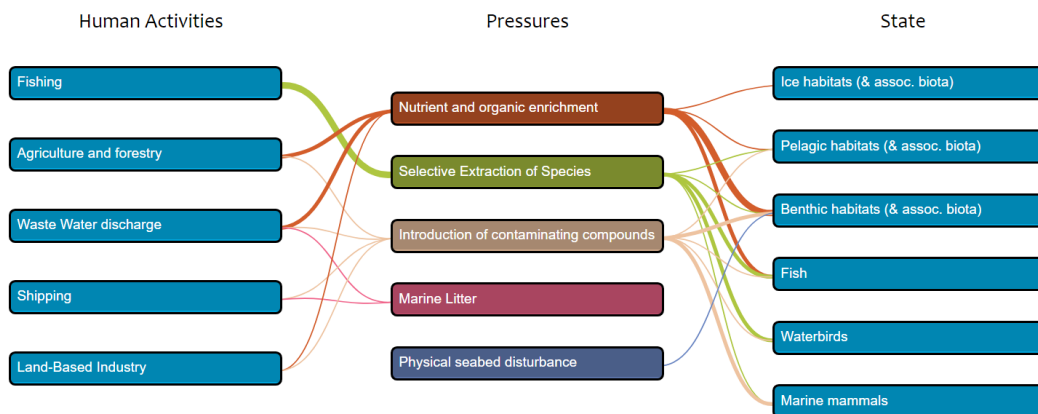 Human Activities
Pressures
State
Fishing
Agriculture and forestry
Waste Water discharge
Shipping
Land-Based Industry
Nutrient and organic enrichment
Selective Extraction of Species
Introduction of contaminating compounds
Marine Litter
Physical seabed disturbance
Ice habitats (& assoc. biota)
Pelagic habitats (& assoc. biota)
Benthic habitats (& assoc. biota)
Fish
Waterbirds
Marine mammals